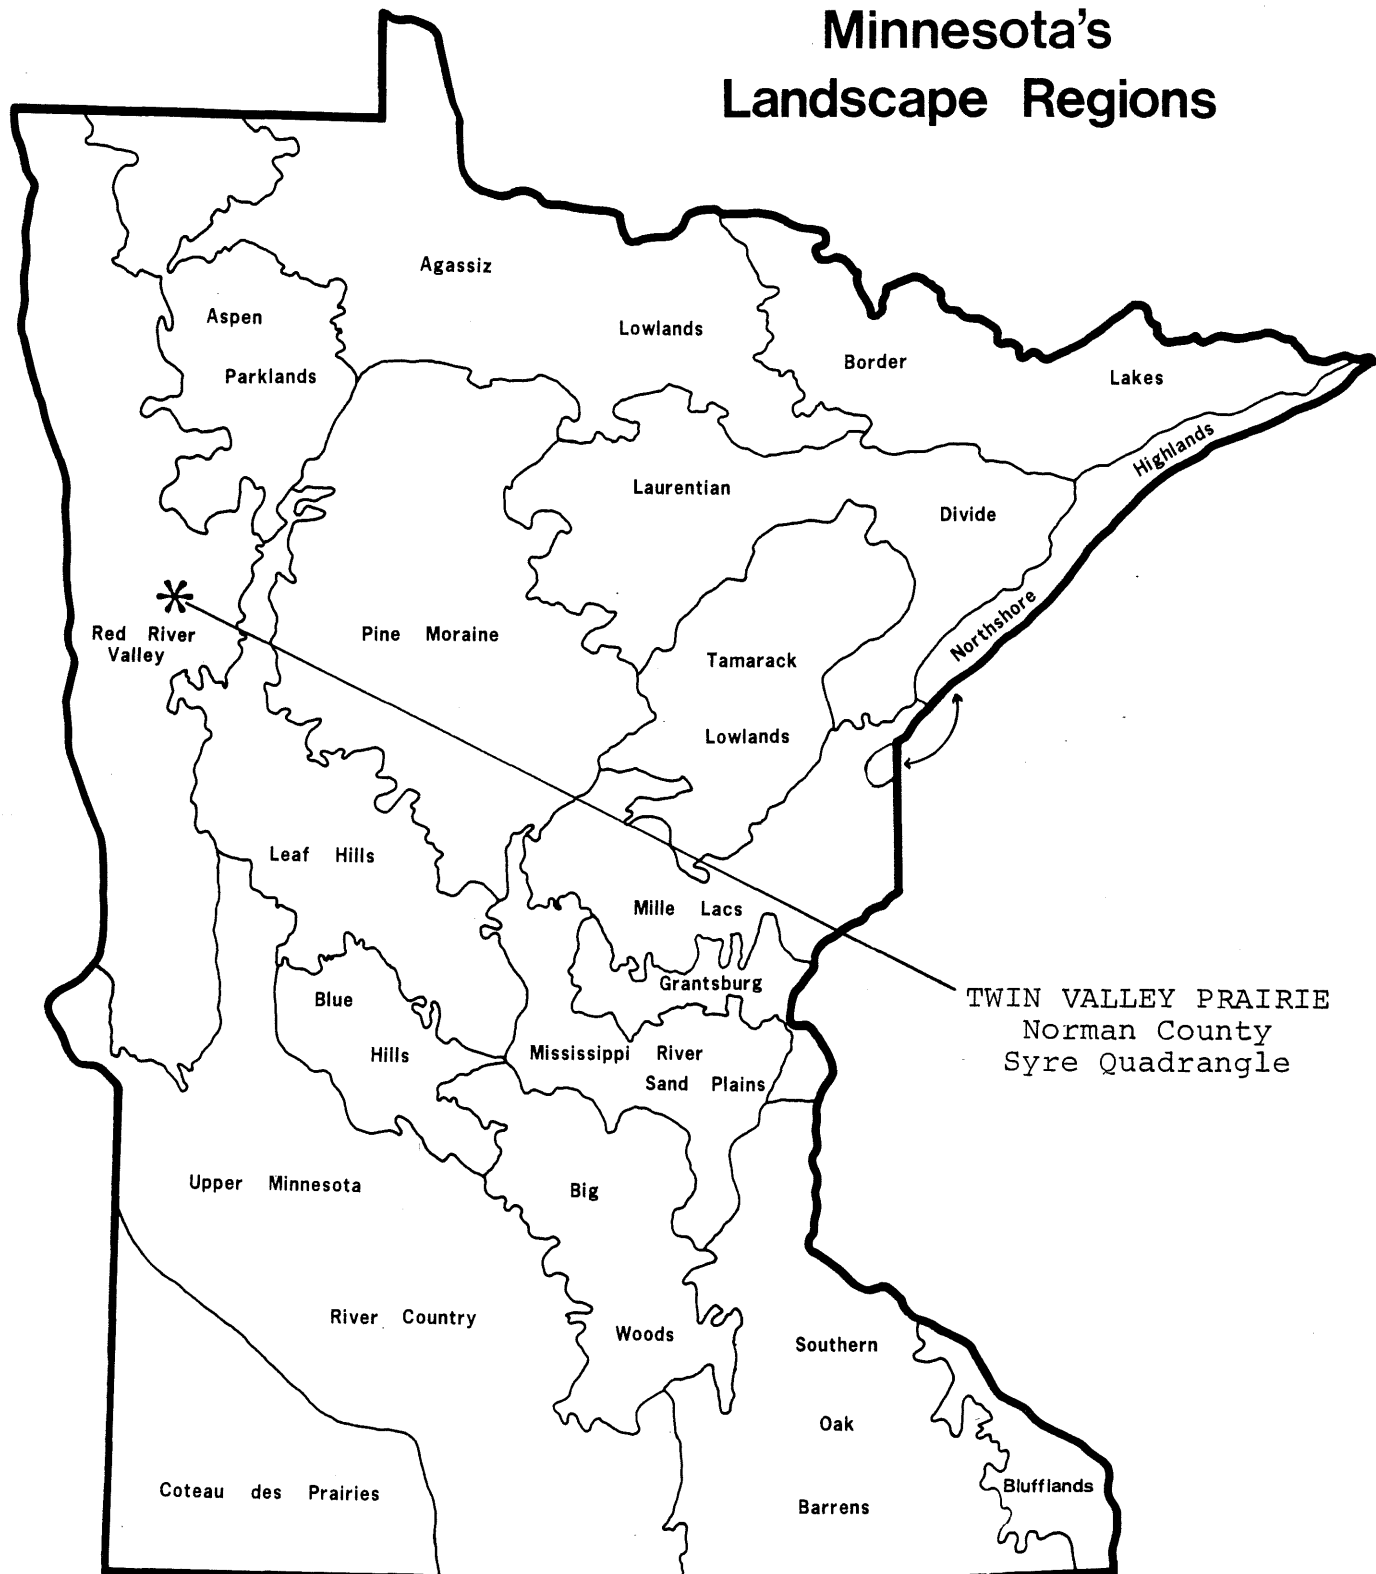 Minnesota's
Landscape Regions
Agassiz
Lowlands
Aspen
Parklands
Border
Lakes
Highlands
Laurentian
Divide
Northshore
Red River
Valley
Pine Moraine
Tamarack
Lowlands
Leaf Hills
Mille Lacs
Grantsburg
Blue
Hills
Mississippi River
Sand Plains
TWIN VALLEY PRAIRIE
Norman County
Syre Quadrangle
Upper Minnesota
River Country
Big
Woods
Southern
Oak
Barrens
Blufflands
Coteau des Prairies